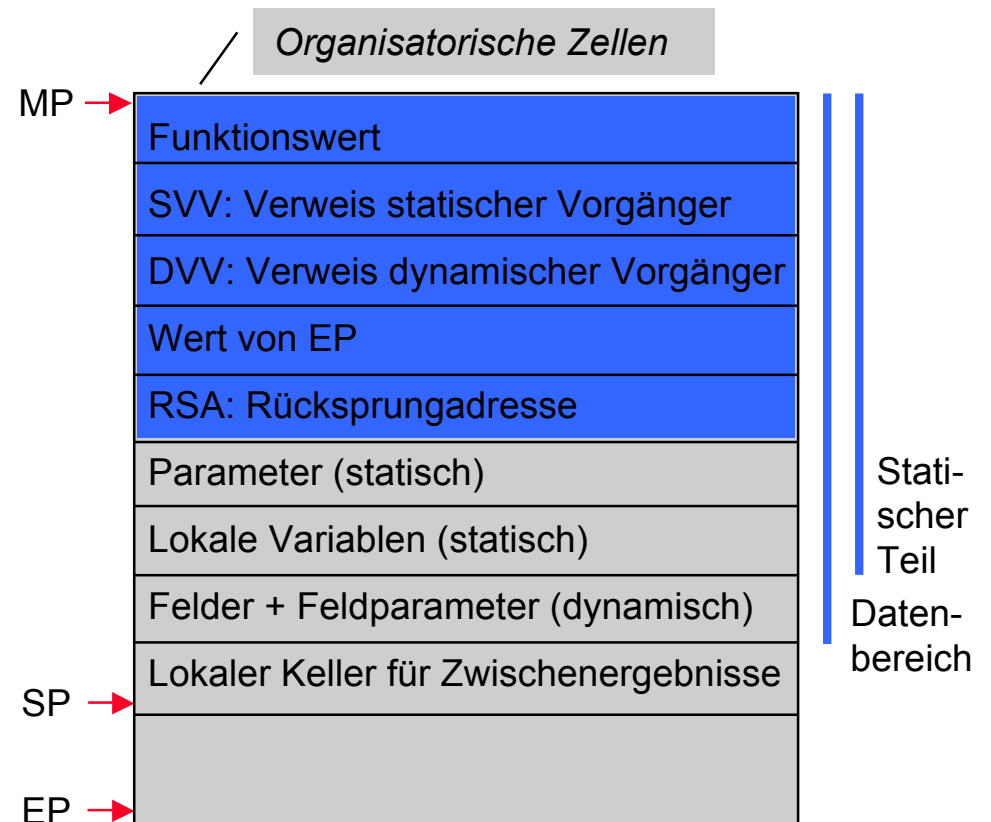 Organisatorische Zellen
MP
Funktionswert
SVV: Verweis statischer Vorgänger
DVV: Verweis dynamischer Vorgänger
Wert von EP
RSA: Rücksprungadresse
Parameter (statisch)
Lokale Variablen (statisch)
Felder + Feldparameter (dynamisch)
Lokaler Keller für Zwischenergebnisse
SP
EP
Stati-
scher
Teil
Daten-
bereich